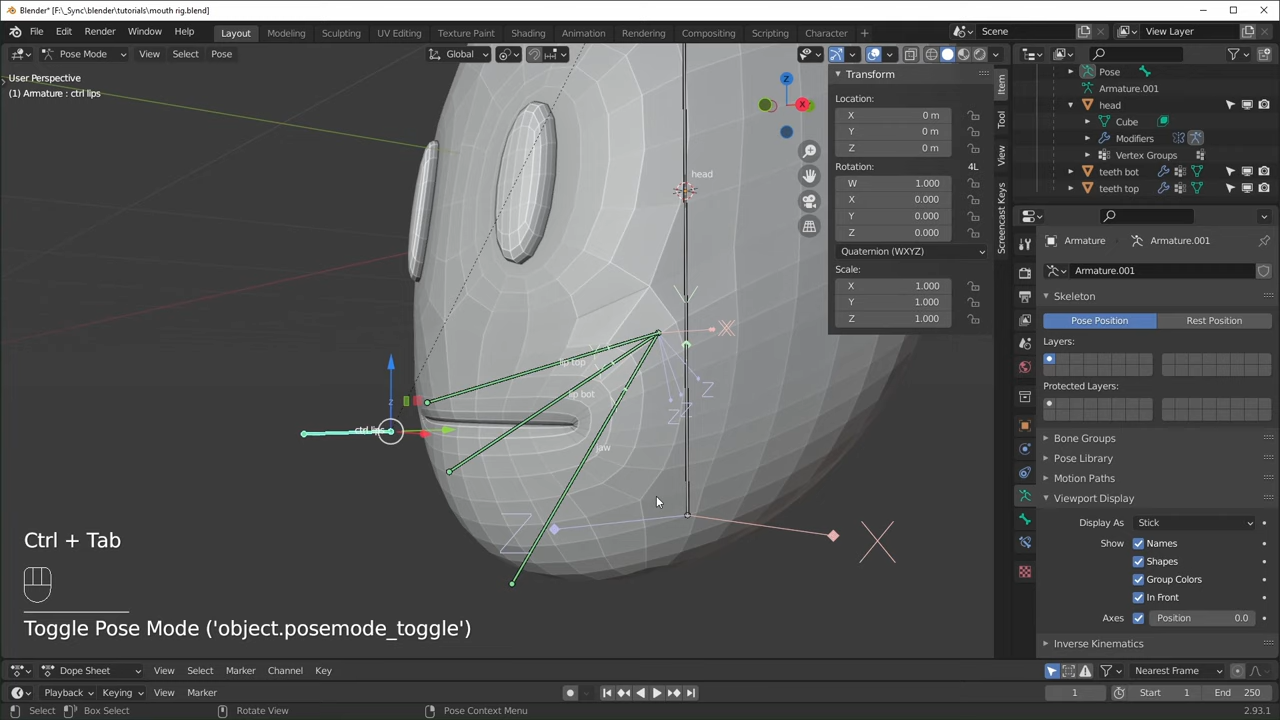 Blender* [F:\_Sync\blender\tutorials\mouth rig.blend]
File Edit Render Window Help Layout Modeling Sculpting UV Editing Texture Paint Shading Animation Rendering Compositing Scripting Character + Scene View Layer
Pose Mode View Select Pose Global
User Perspective
(1) Armature : ctrl lips
Transform
Location:
X 0 m
Y 0 m
Z 0 m
Rotation: 4L
W 1.000
X 0.000
Y 0.000
Z 0.000
Quaternion (WXYZ)
Scale:
X 1.000
Y 1.000
Z 1.000
Item
Tool
View
Screencast Keys
Z
X
head
X
lip top
lip bot
Z
Z
Z
z
ctrl lips
jaw
Z
X
Y
Ctrl + Tab
Toggle Pose Mode ('object.posemode_toggle')
Pose
Armature.001
head
Cube
Modifiers
Vertex Groups
teeth bot
teeth top
Armature Armature.001
Armature.001
Skeleton
Pose Position Rest Position
Layers:
Protected Layers:
Bone Groups
Pose Library
Motion Paths
Viewport Display
Display As Stick
Show Names
Shapes
Group Colors
In Front
Axes Position 0.0
Inverse Kinematics
Dope Sheet View Select Marker Channel Key Nearest Frame
Playback Keying View Marker 1 Start 1 End 250
Select Box Select Rotate View Pose Context Menu 2.93.1